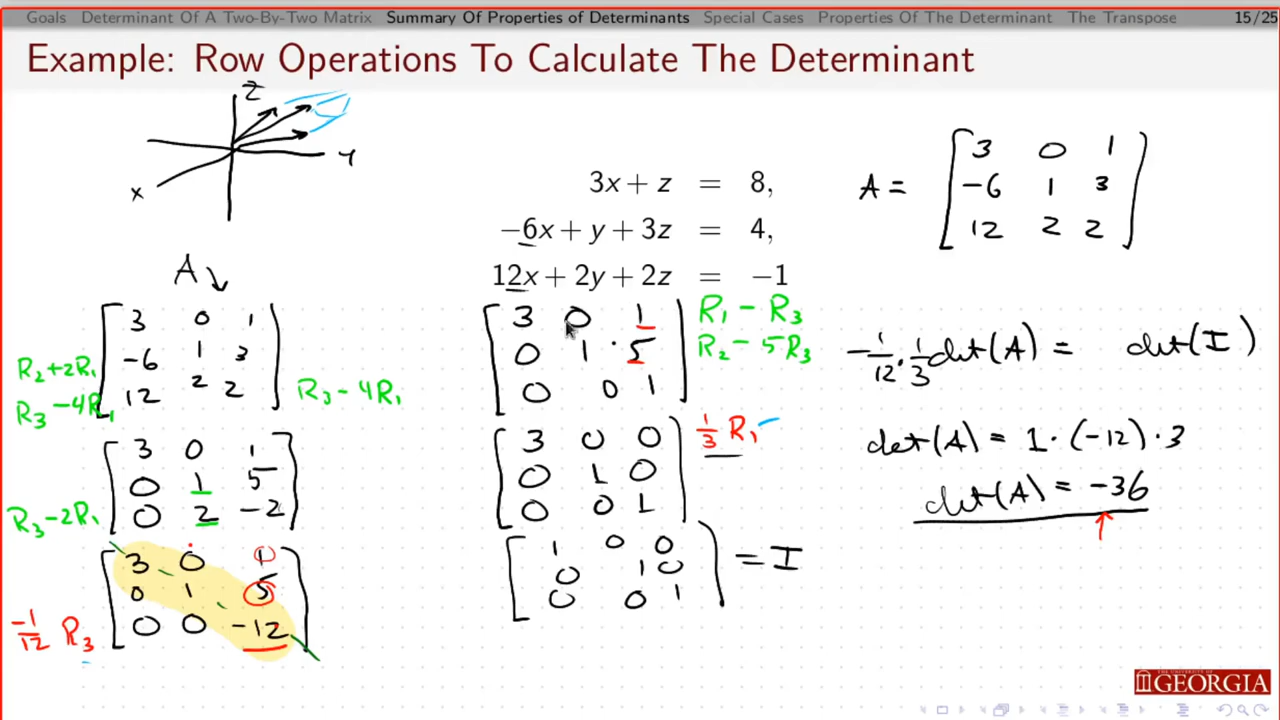 Goals Determinant Of A Two-By-Two Matrix Summary Of Properties of Determinants Special Cases Properties Of The Determinant The Transpose 15/25
Example: Row Operations To Calculate The Determinant
z
y
x
3x + z = 8,
−6x + y + 3z = 4,
12x + 2y + 2z = −1
A =
3 0 1
-6 1 3
12 2 2
A
3 0 1
-6 1 3
12 2 2
R2+2R1
R3-4R1
R3-4R1
3 0 1
0 1 5
0 2 -2
R3-2R1
3 0 1
0 1 5
0 0 -12
-1/12 R3
3 0 1
0 1 5
0 0 1
R1 - R3
R2 - 5R3
3 0 0
0 1 0
0 0 1
1/3 R1
1 0 0
0 1 0
0 0 1
= I
-1/12 · 1/3 det(A) = det(I)
det(A) = 1·(-12)·3
det(A) = -36
THE UNIVERSITY OF
GEORGIA